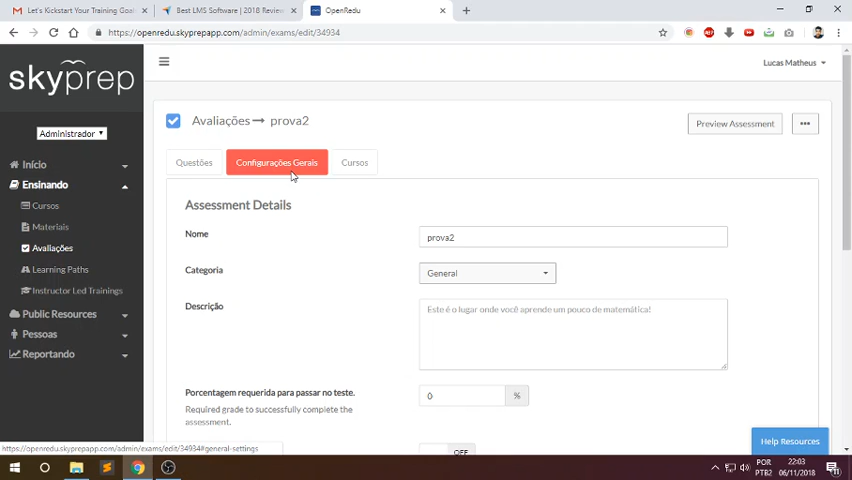 Let's Kickstart Your Training Goal
Best LMS Software | 2018 Review
OpenRedu
https://openredu.skyprepapp.com/admin/exams/edit/34934
skyprep
Lucas Matheus
Administrador
Avaliações → prova2
Preview Assessment
Início
Questões
Configurações Gerais
Cursos
Ensinando
Cursos
Assessment Details
Materiais
Nome
prova2
Avaliações
Learning Paths
Categoria
General
Instructor Led Trainings
Public Resources
Descrição
Este é o lugar onde você aprende um pouco de matemática!
Pessoas
Reportando
Porcentagem requerida para passar no teste.
0
%
Required grade to successfully complete the
assessment.
OFF
Help Resources
https://openredu.skyprepapp.com/admin/exams/edit/34934#general-settings
POR
PTB2
22:03
06/11/2018